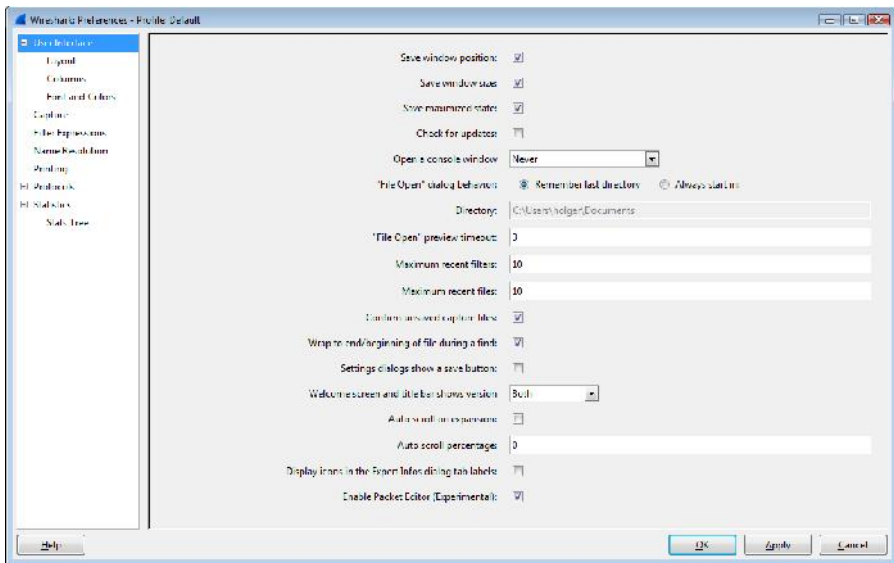 Wireshark: Preferences - Profile: Default
User Interface
Layout
Columns
Font and Colors
Capture
Filter Expressions
Name Resolution
Printing
Protocols
Statistics
Stats Tree
Save window position:
Save window size:
Save maximized state:
Check for updates:
Open a console window Never
"File Open" dialog behavior: Remember last directory Always start in:
Directory: C:\Users\holger\Documents
"File Open" preview timeout: 3
Maximum recent filters: 10
Maximum recent files: 10
Confirm unsaved capture files:
Wrap to end/beginning of file during a find:
Settings dialogs show a save button:
Welcome screen and title bar shows version Both
Auto scroll on expansion:
Auto scroll percentage: 0
Display icons in the Expert Infos dialog tab labels:
Enable Packet Editor (Experimental):
Help OK Apply Cancel